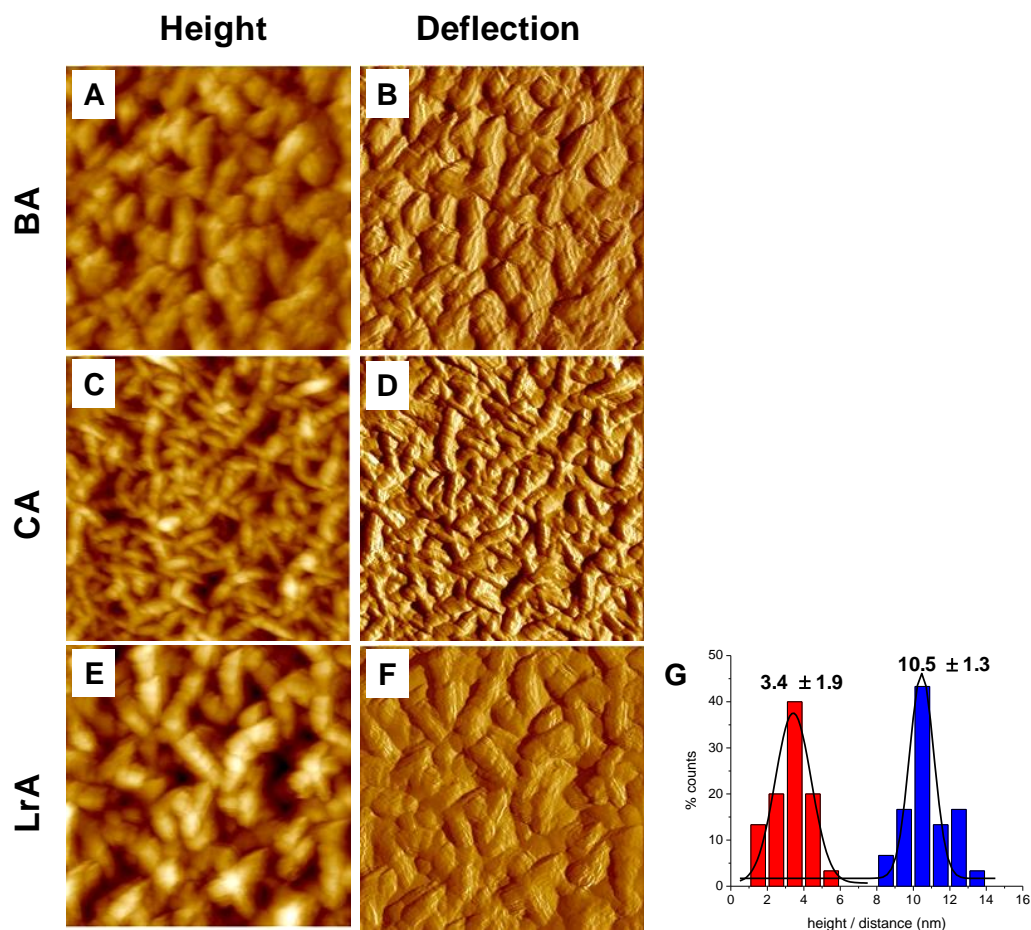 Height Deflection
BA
A B
CA
C D
LrA
E F
G
3.4 ± 1.9 10.5 ± 1.3
% counts
50
40
30
20
10
0
0 2 4 6 8 10 12 14 16
height / distance (nm)